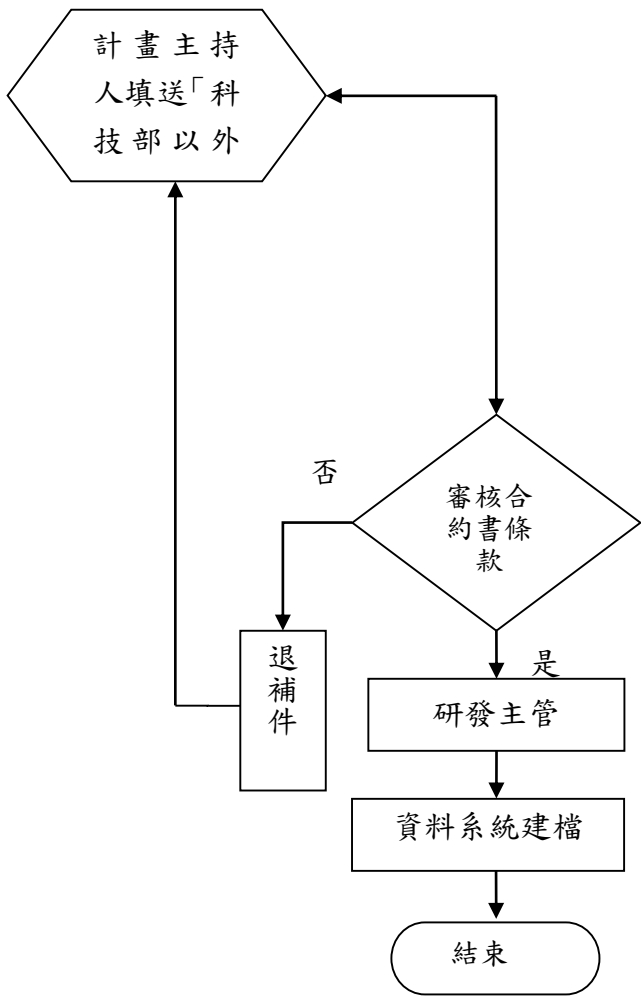 計畫主持
人填送「科
技部以外
否
審核合
約書條
款
退
補
件
是
研發主管
資料系統建檔
結束